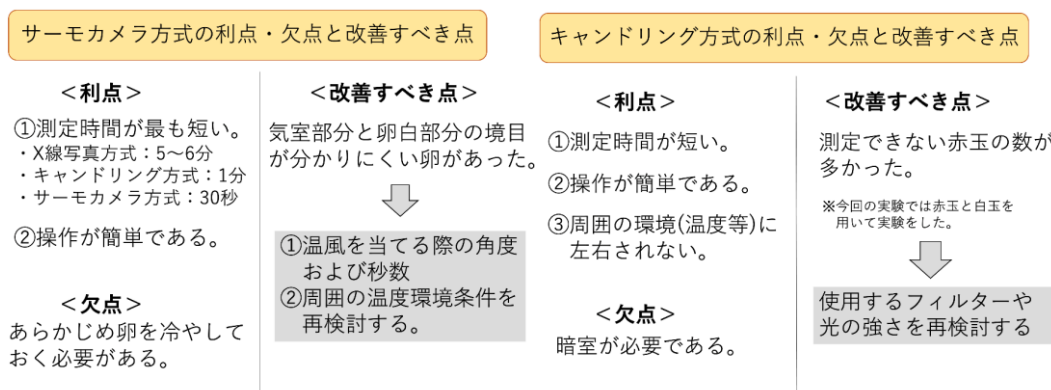 サーモカメラ方式の利点・欠点と改善すべき点
<利点>
①測定時間が最も短い。
・X線写真方式：5～6分
・キャンドリング方式：1分
・サーモカメラ方式：30秒
②操作が簡単である。
<欠点>
あらかじめ卵を冷やして
おく必要がある。
<改善すべき点>
気室部分と卵白部分の境目
が分かりにくい卵があった。
①温風を当てる際の角度
および秒数
②周囲の温度環境条件を
再検討する。
キャンドリング方式の利点・欠点と改善すべき点
<利点>
①測定時間が短い。
②操作が簡単である。
③周囲の環境(温度等)に
左右されない。
<欠点>
暗室が必要である。
<改善すべき点>
測定できない赤玉の数が
多かった。
※今回の実験では赤玉と白玉を
用いて実験をした。
使用するフィルターや
光の強さを再検討する